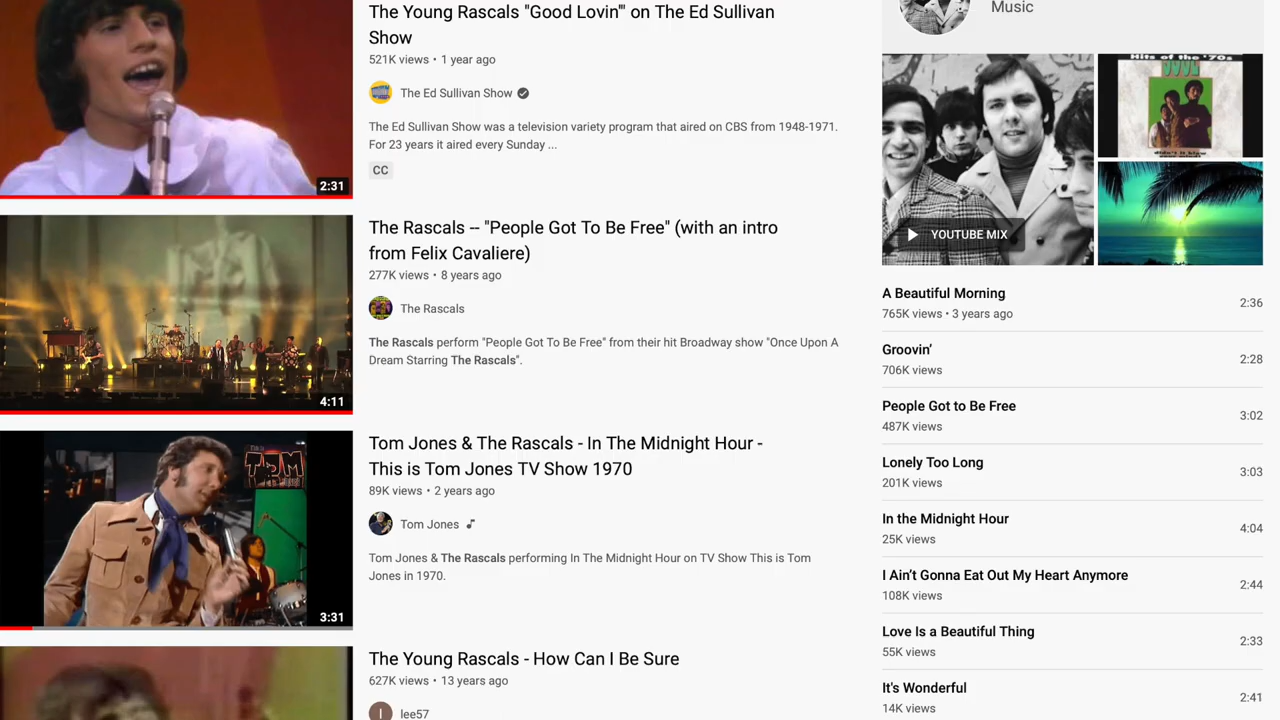 The Young Rascals "Good Lovin'" on The Ed Sullivan
Show
521K views • 1 year ago
The Ed Sullivan Show
The Ed Sullivan Show was a television variety program that aired on CBS from 1948-1971.
For 23 years it aired every Sunday ...
CC
2:31
The Rascals -- "People Got To Be Free" (with an intro
from Felix Cavaliere)
277K views • 8 years ago
The Rascals
The Rascals perform "People Got To Be Free" from their hit Broadway show "Once Upon A
Dream Starring The Rascals".
4:11
Tom Jones & The Rascals - In The Midnight Hour -
This is Tom Jones TV Show 1970
89K views • 2 years ago
Tom Jones
Tom Jones & The Rascals performing In The Midnight Hour on TV Show This is Tom
Jones in 1970.
3:31
The Young Rascals - How Can I Be Sure
627K views • 13 years ago
l
lee57
Music
Hits of the '70s
YOUTUBE MIX
A Beautiful Morning
765K views • 3 years ago
2:36
Groovin’
706K views
2:28
People Got to Be Free
487K views
3:02
Lonely Too Long
201K views
3:03
In the Midnight Hour
25K views
4:04
I Ain’t Gonna Eat Out My Heart Anymore
108K views
2:44
Love Is a Beautiful Thing
55K views
2:33
It's Wonderful
14K views
2:41